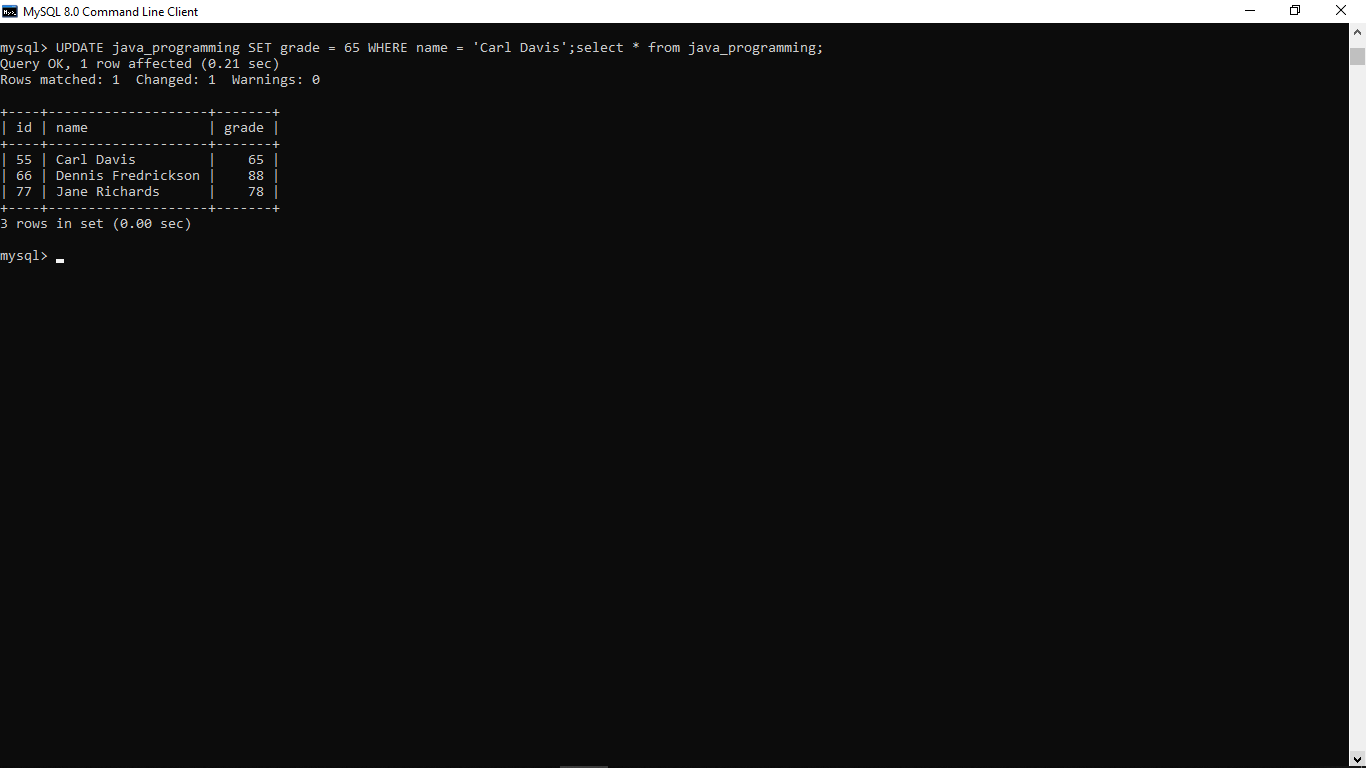 MySQL 8.0 Command Line Client
mysql> UPDATE java_programming SET grade = 65 WHERE name = 'Carl Davis';select * from java_programming;
Query OK, 1 row affected (0.21 sec)
Rows matched: 1  Changed: 1  Warnings: 0
+----+--------------------+-------+
| id | name               | grade |
+----+--------------------+-------+
| 55 | Carl Davis         |    65 |
| 66 | Dennis Fredrickson |    88 |
| 77 | Jane Richards      |    78 |
+----+--------------------+-------+
3 rows in set (0.00 sec)
mysql>